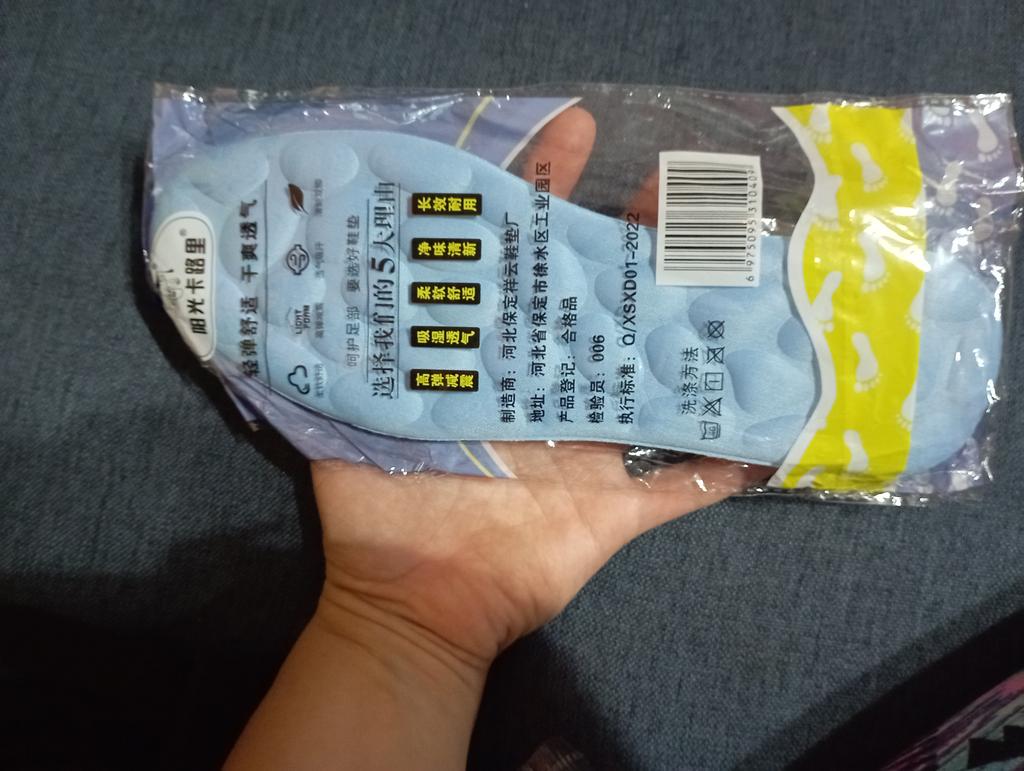 阳光卡路里®
轻弹舒适 干爽透气
LIGHT FOAM
呵护足部 要选好鞋垫
选择我们的5大理由
高弹减震 吸湿透气 柔软舒适 净味清新 长效耐用
制造商：河北保定祥云鞋垫厂
地址：河北省保定市徐水区工业园区
产品登记：合格品
检验员：006
执行标准：Q/XSXD01-2022
洗涤方法
6975095310409